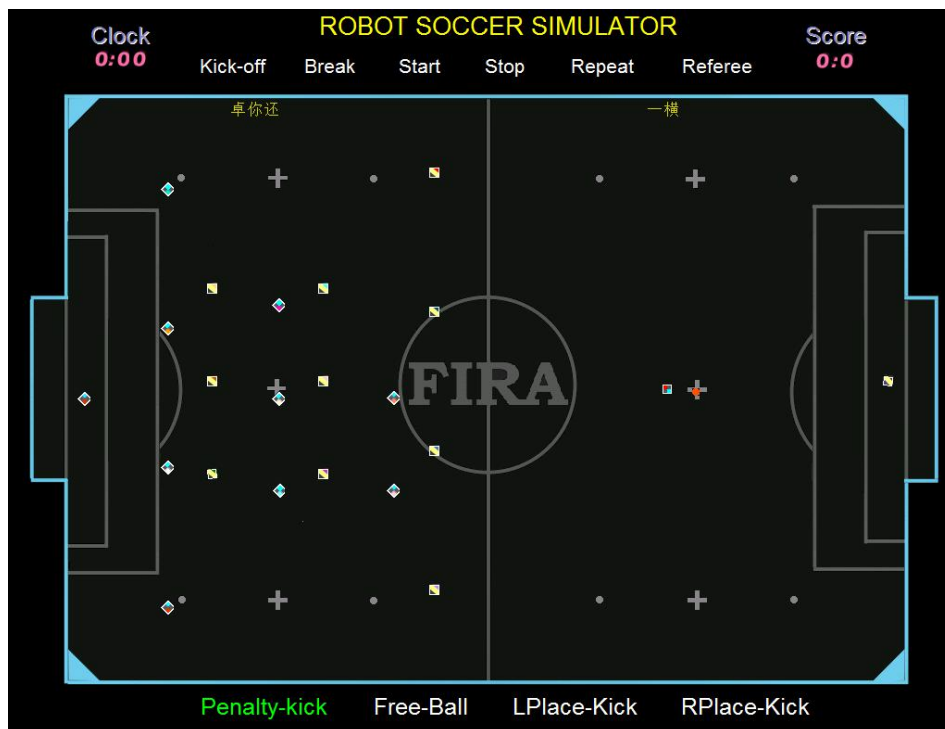 ROBOT SOCCER SIMULATOR
Clock
0:00
Score
0:0
Kick-off Break Start Stop Repeat Referee
卓你还 一横
FIRA
Penalty-kick Free-Ball LPlace-Kick RPlace-Kick